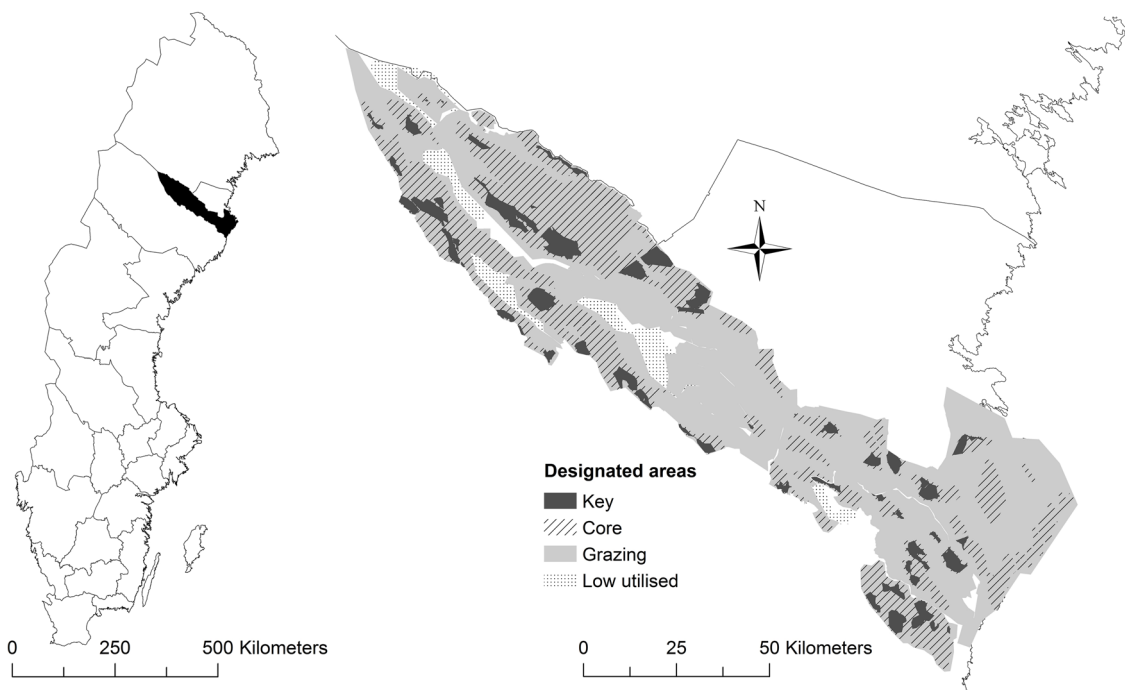 N
Designated areas
Key
Core
Grazing
Low utilised
0 250 500 Kilometers
0 25 50 Kilometers